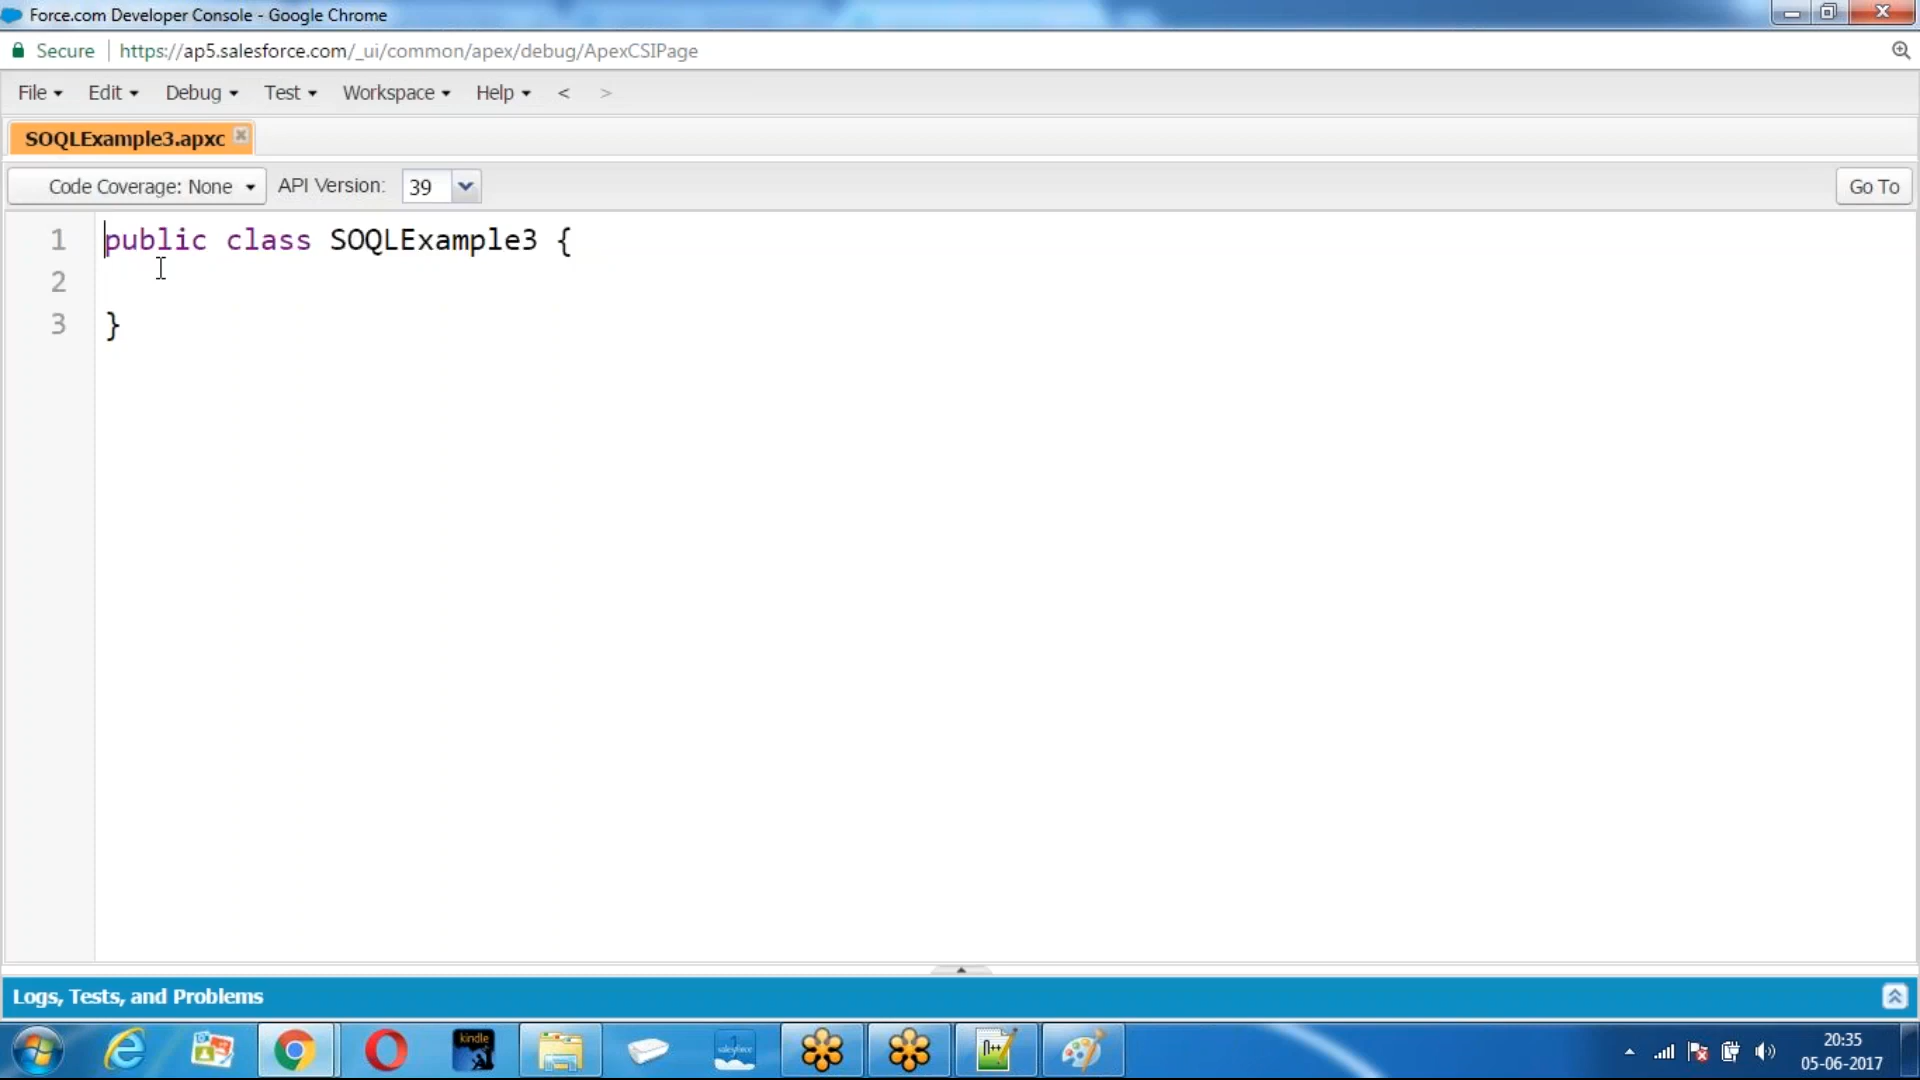 Force.com Developer Console - Google Chrome
Secure https://ap5.salesforce.com/_ui/common/apex/debug/ApexCSIPage
File Edit Debug Test Workspace Help < >
SOQLExample3.apxc
Code Coverage: None API Version: 39 Go To
1 public class SOQLExample3 {
2
3 }
Logs, Tests, and Problems
kindle
salesforce
20:35
05-06-2017